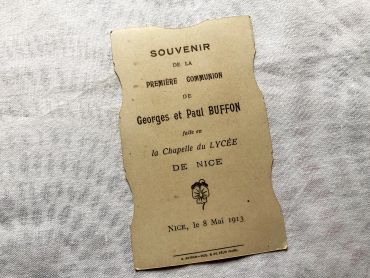 SOUVENIR
DE LA
PREMIÈRE COMMUNION
DE
Georges et Paul BUFFON
faite en
la Chapelle du LYCÉE
DE NICE
NICE, le 8 Mai 1913